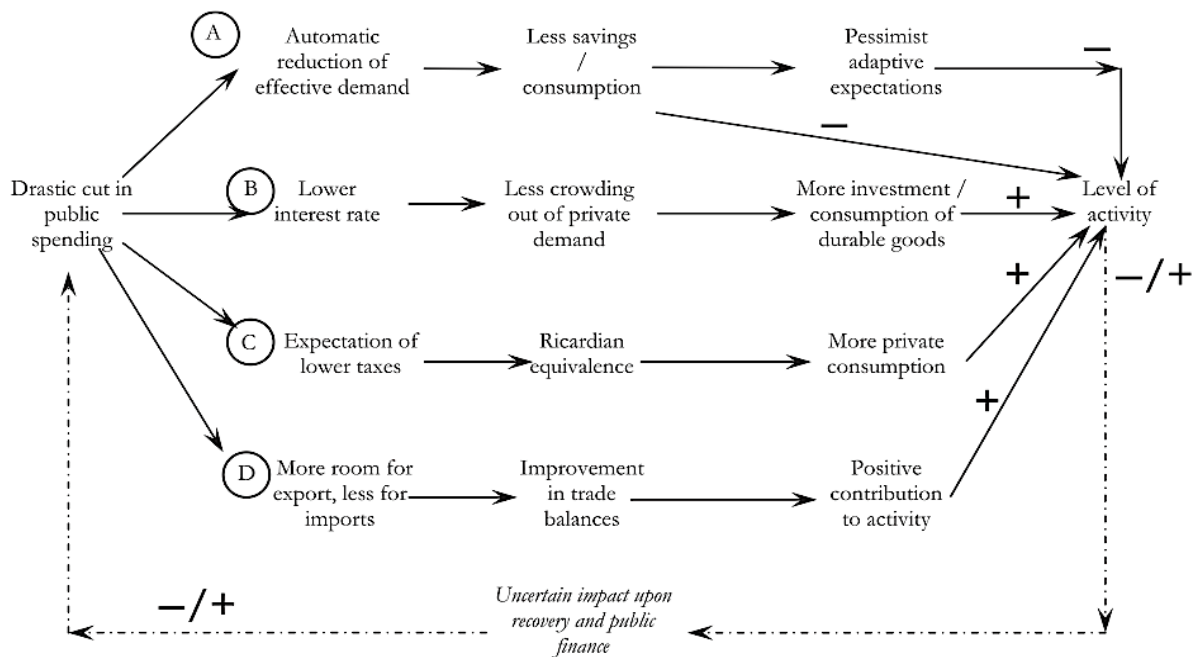 A
Automatic
reduction of
effective demand
Less savings
/
consumption
Pessimist
adaptive
expectations
−
−
Drastic cut in
public
spending
B
Lower
interest rate
Less crowding
out of private
demand
More investment /
consumption of
durable goods
+
Level of
activity
−/+
C
Expectation of
lower taxes
Ricardian
equivalence
More private
consumption
+
+
D
More room for
export, less for
imports
Improvement
in trade
balances
Positive
contribution
to activity
−/+
Uncertain impact upon
recovery and public
finance